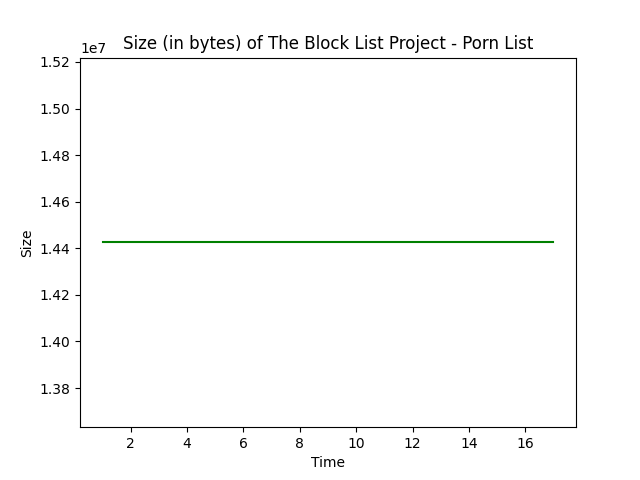 Size (in bytes) of The Block List Project - Porn List
1e7
1.52
1.50
1.48
1.46
1.44
1.42
1.40
1.38
Size
2 4 6 8 10 12 14 16
Time